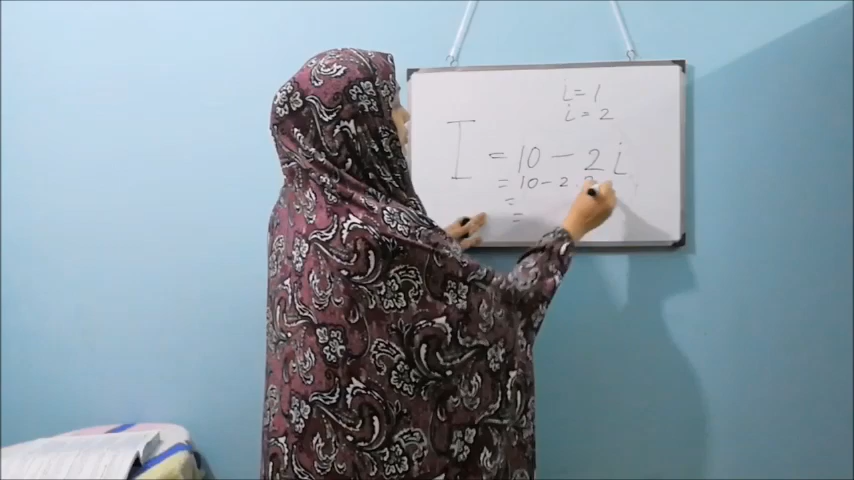 i = 1
i = 2
I = 10 - 2i
= 10 - 2.
=
=